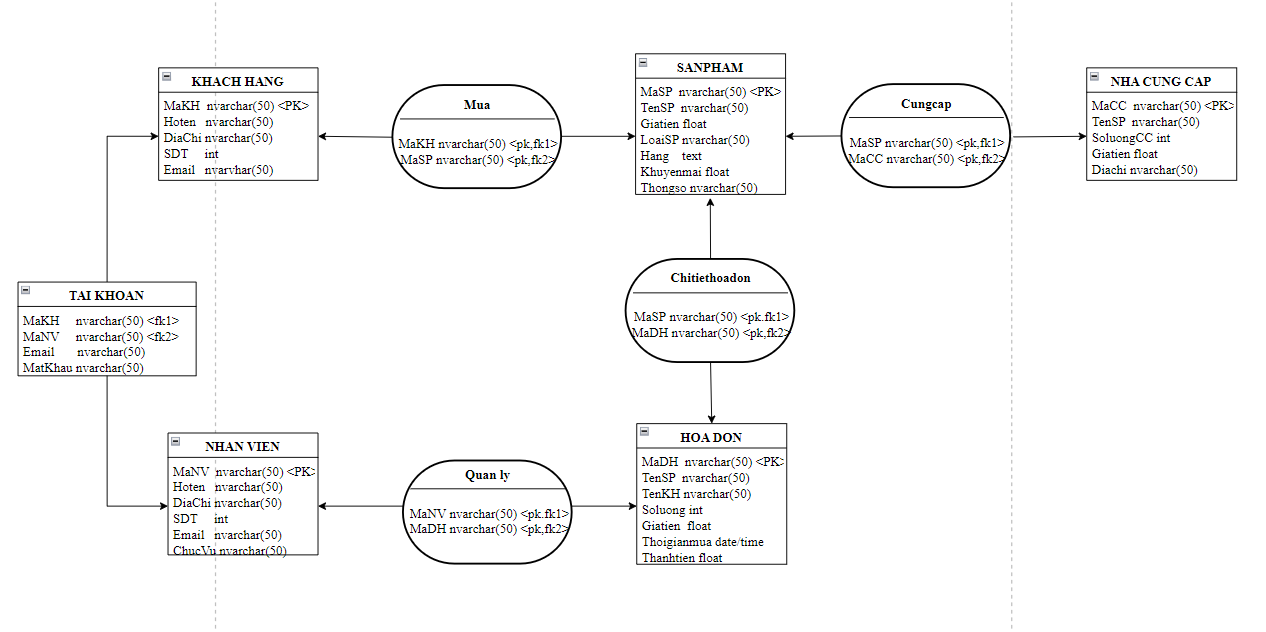 KHACH HANG
MaKH nvarchar(50) <PK>
Hoten nvarchar(50)
DiaChi nvarchar(50)
SDT int
Email nvarvhar(50)
Mua
MaKH nvarchar(50) <pk,fk1>
MaSP nvarchar(50) <pk,fk2>
SANPHAM
MaSP nvarchar(50) <PK>
TenSP nvarchar(50)
Giatien float
LoaiSP nvarchar(50)
Hang text
Khuyenmai float
Thongso nvarchar(50)
Cungcap
MaSP nvarchar(50) <pk,fk1>
MaCC nvarchar(50) <pk,fk2>
NHA CUNG CAP
MaCC nvarchar(50) <PK>
TenSP nvarchar(50)
SoluongCC int
Giatien float
Diachi nvarchar(50)
TAI KHOAN
MaKH nvarchar(50) <fk1>
MaNV nvarchar(50) <fk2>
Email nvarchar(50)
MatKhau nvarchar(50)
Chitiethoadon
MaSP nvarchar(50) <pk.fk1>
MaDH nvarchar(50) <pk,fk2>
NHAN VIEN
MaNV nvarchar(50) <PK>
Hoten nvarchar(50)
DiaChi nvarchar(50)
SDT int
Email nvarchar(50)
ChucVu nvarchar(50)
Quan ly
MaNV nvarchar(50) <pk.fk1>
MaDH nvarchar(50) <pk,fk2>
HOA DON
MaDH nvarchar(50) <PK>
TenSP nvarchar(50)
TenKH nvarchar(50)
Soluong int
Giatien float
Thoigianmua date/time
Thanhtien float